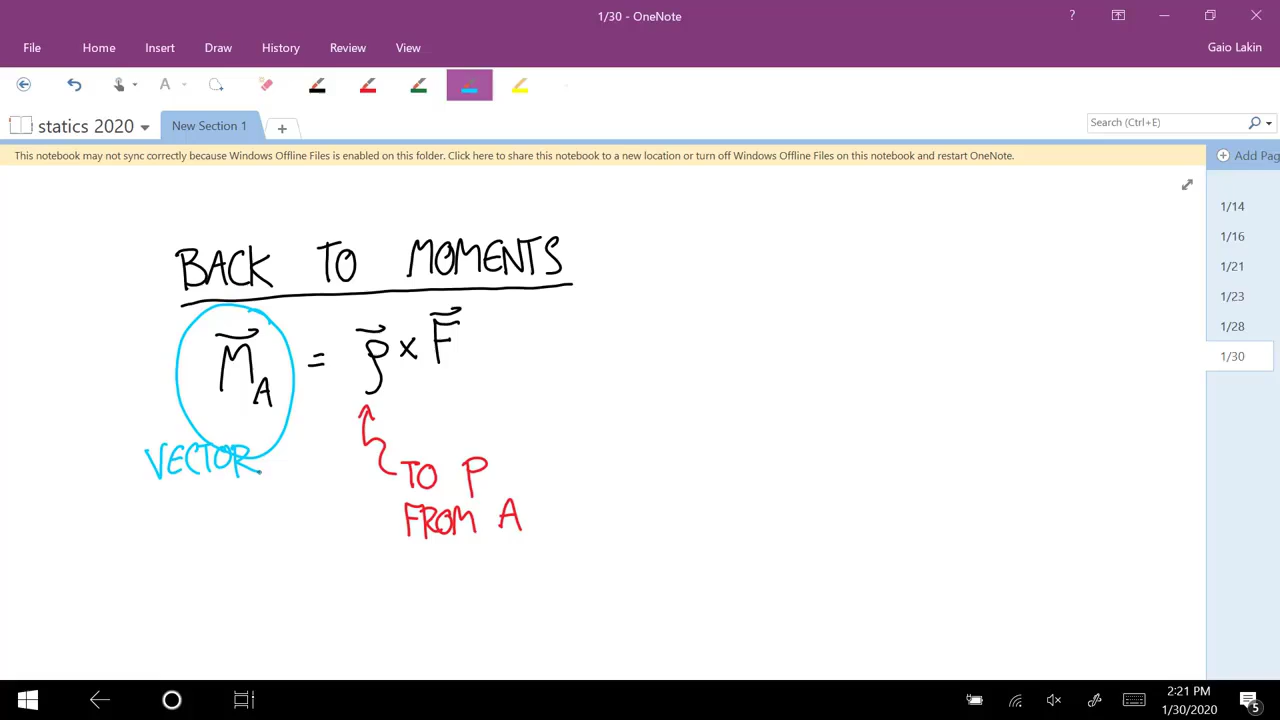 1/30 - OneNote
?
File Home Insert Draw History Review View
Gaio Lakin
A
statics 2020
New Section 1
Search (Ctrl+E)
This notebook may not sync correctly because Windows Offline Files is enabled on this folder. Click here to share this notebook to a new location or turn off Windows Offline Files on this notebook and restart OneNote.
Add Pag
1/14
1/16
1/21
1/23
1/28
1/30
BACK TO MOMENTS
M⃗_A = ρ⃗ × F⃗
VECTOR
TO P
FROM A
2:21 PM
1/30/2020
5